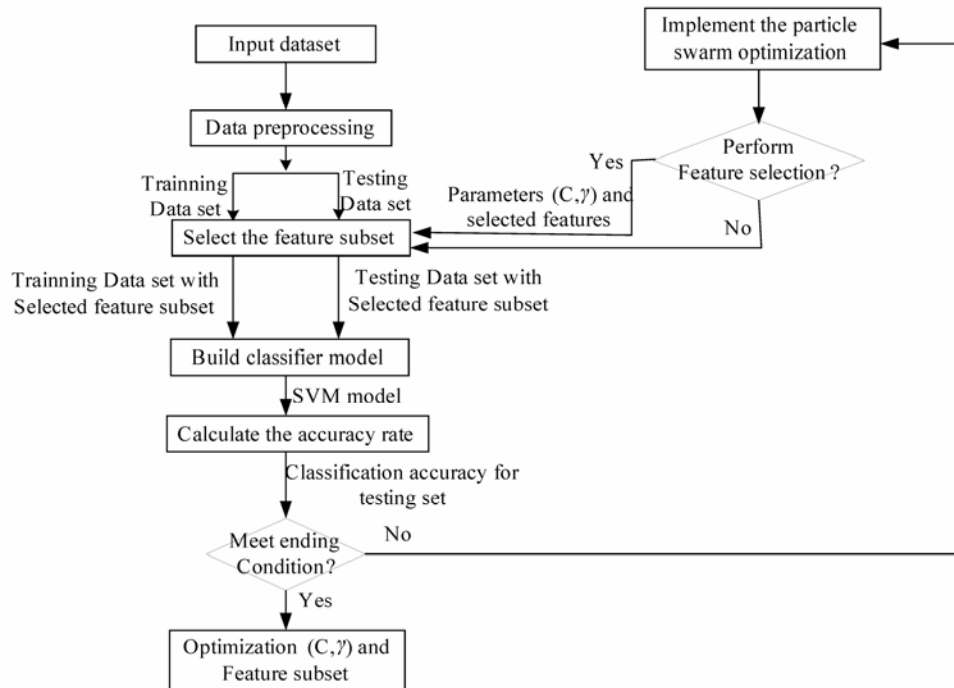 Input dataset
Implement the particle
swarm optimization
Data preprocessing
Perform
Feature selection ?
Yes
Trainning
Data set
Testing
Data set
Parameters (C,γ) and
selected features
No
Select the feature subset
Trainning Data set with
Selected feature subset
Testing Data set with
Selected feature subset
Build classifier model
SVM model
Calculate the accuracy rate
Classification accuracy for
testing set
Meet ending
Condition?
No
Yes
Optimization (C,γ) and
Feature subset